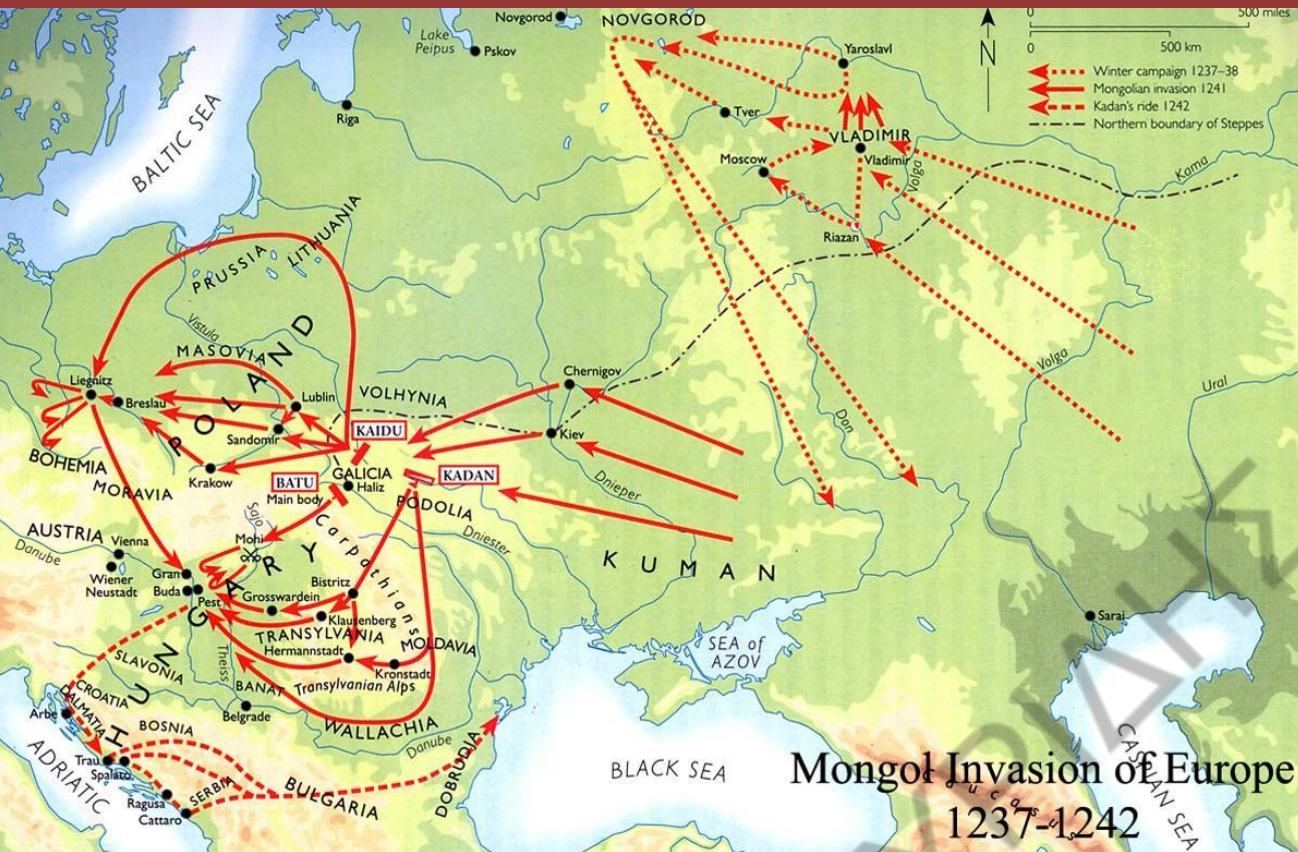 Novgorod
NOVGOROD
Lake
Peipus
Pskov
Yaroslavl
0
500 miles
0
500 km
N
Winter campaign 1237–38
Mongolian invasion 1241
Kadan's ride 1242
Northern boundary of Steppes
BALTIC SEA
Riga
Tver
VLADIMIR
Vladimir
Moscow
Volga
Kama
Riazan
PRUSSIA
LITHUANIA
Vistula
MASOVIA
POLAND
Liegnitz
Breslau
Lublin
VOLHYNIA
Chernigov
Volga
Ural
Sandomir
KAIDU
Kiev
Don
BOHEMIA
Krakow
GALICIA
Haliz
BATU
Main body
KADAN
MORAVIA
PODOLIA
Dnieper
Sajo
Dniester
AUSTRIA
Vienna
Danube
Mohi
Carpathians
KUMAN
Wiener
Neustadt
Gran
Buda
Pest
Bistritz
Grosswardein
Klausenberg
HUNGARY
TRANSYLVANIA
Hermannstadt
MOLDAVIA
Kronstadt
SEA of
AZOV
Sarai
SLAVONIA
Theiss
BANAT
Transylvanian Alps
CROATIA
DALMATIA
Arbe
Belgrade
WALLACHIA
BOSNIA
Danube
DOBRUDJA
ADRIATIC
Trau
Spalato
SERBIA
BULGARIA
Ragusa
Cattaro
BLACK SEA
CASPIAN SEA
Mongol Invasion of Europe
1237-1242